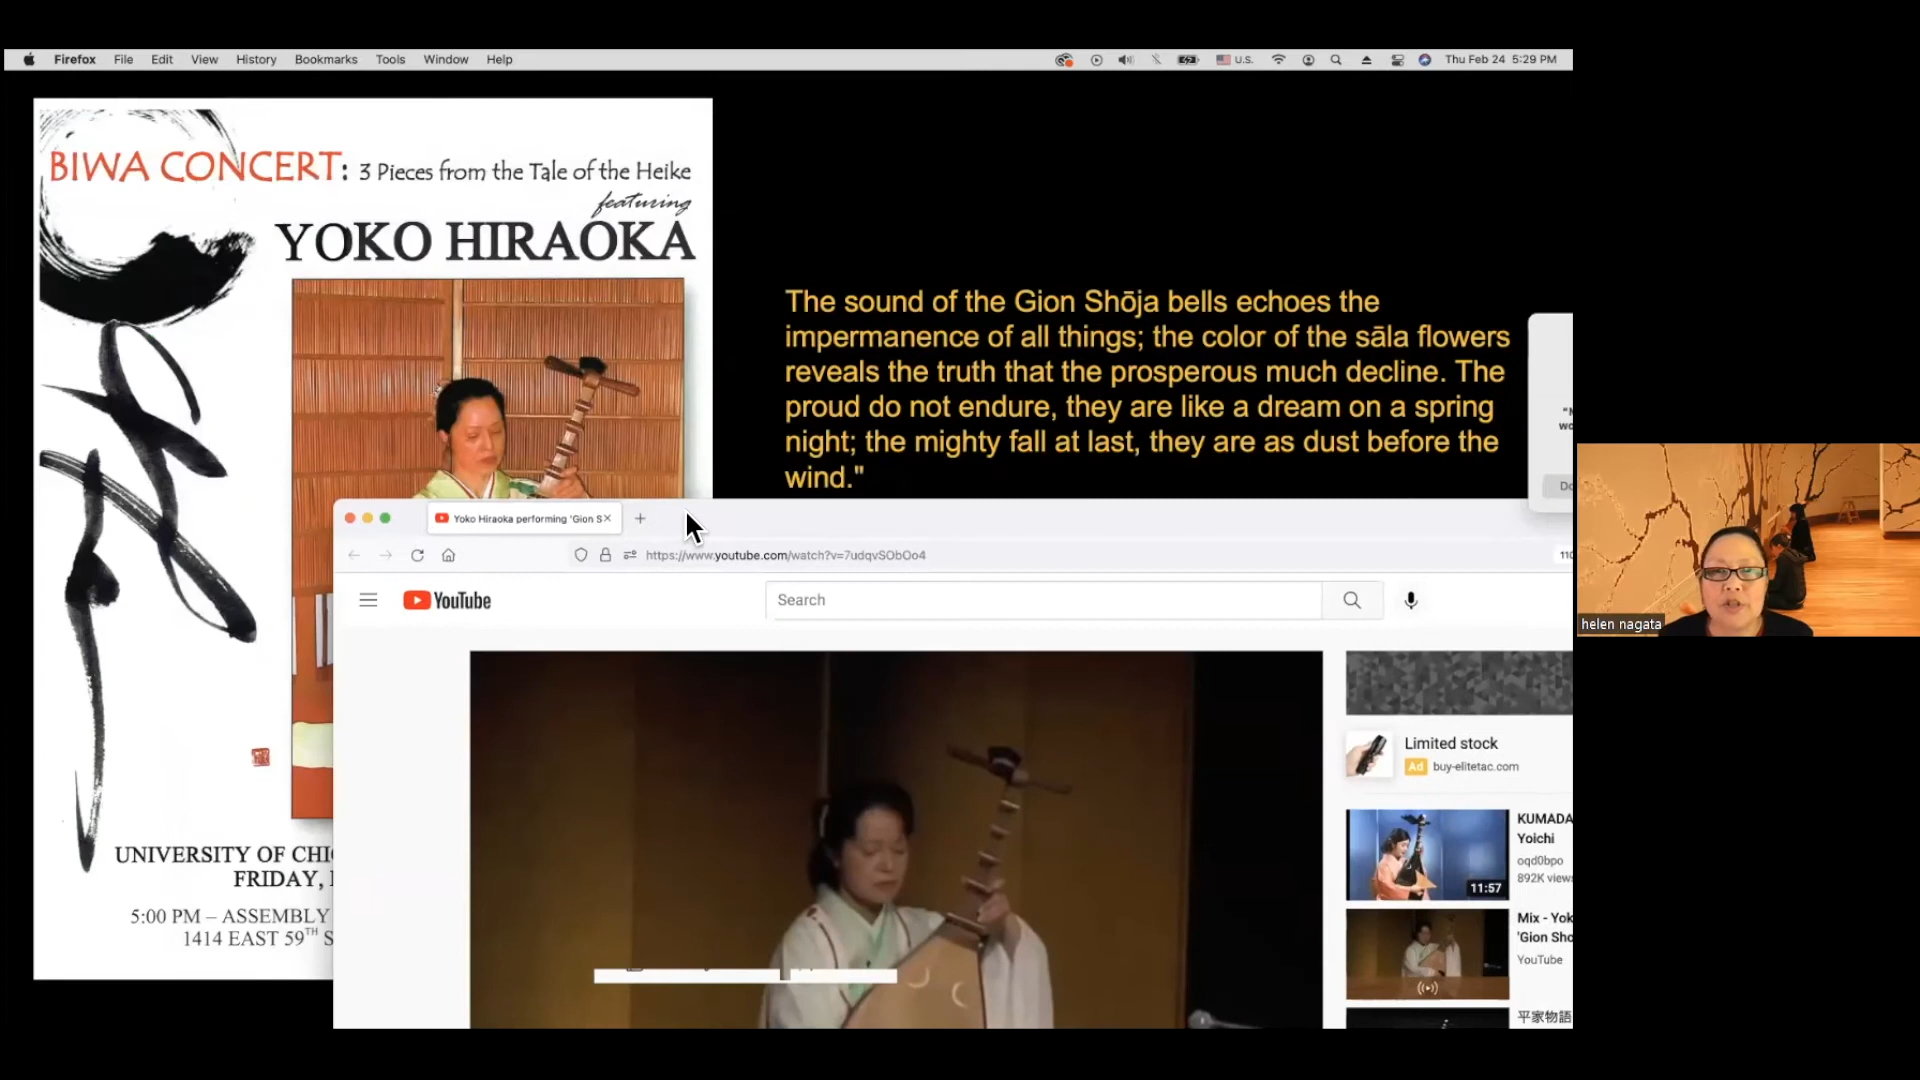 Firefox File Edit View History Bookmarks Tools Window Help
U.S. Thu Feb 24 5:29 PM
BIWA CONCERT: 3 Pieces from the Tale of the Heike
featuring
YOKO HIRAOKA
UNIVERSITY OF CHI
FRIDAY,
5:00 PM – ASSEMBLY
1414 EAST 59TH S
The sound of the Gion Shōja bells echoes the
impermanence of all things; the color of the sāla flowers
reveals the truth that the prosperous much decline. The
proud do not endure, they are like a dream on a spring
night; the mighty fall at last, they are as dust before the
wind."
Yoko Hiraoka performing 'Gion S
https://www.youtube.com/watch?v=7udqvSObOo4
110
YouTube
Search
Limited stock
Ad buy-elitetac.com
KUMADA
Yoichi
oqd0bpo
892K views
11:57
Mix - Yok
'Gion Sho
YouTube
平家物語
helen nagata